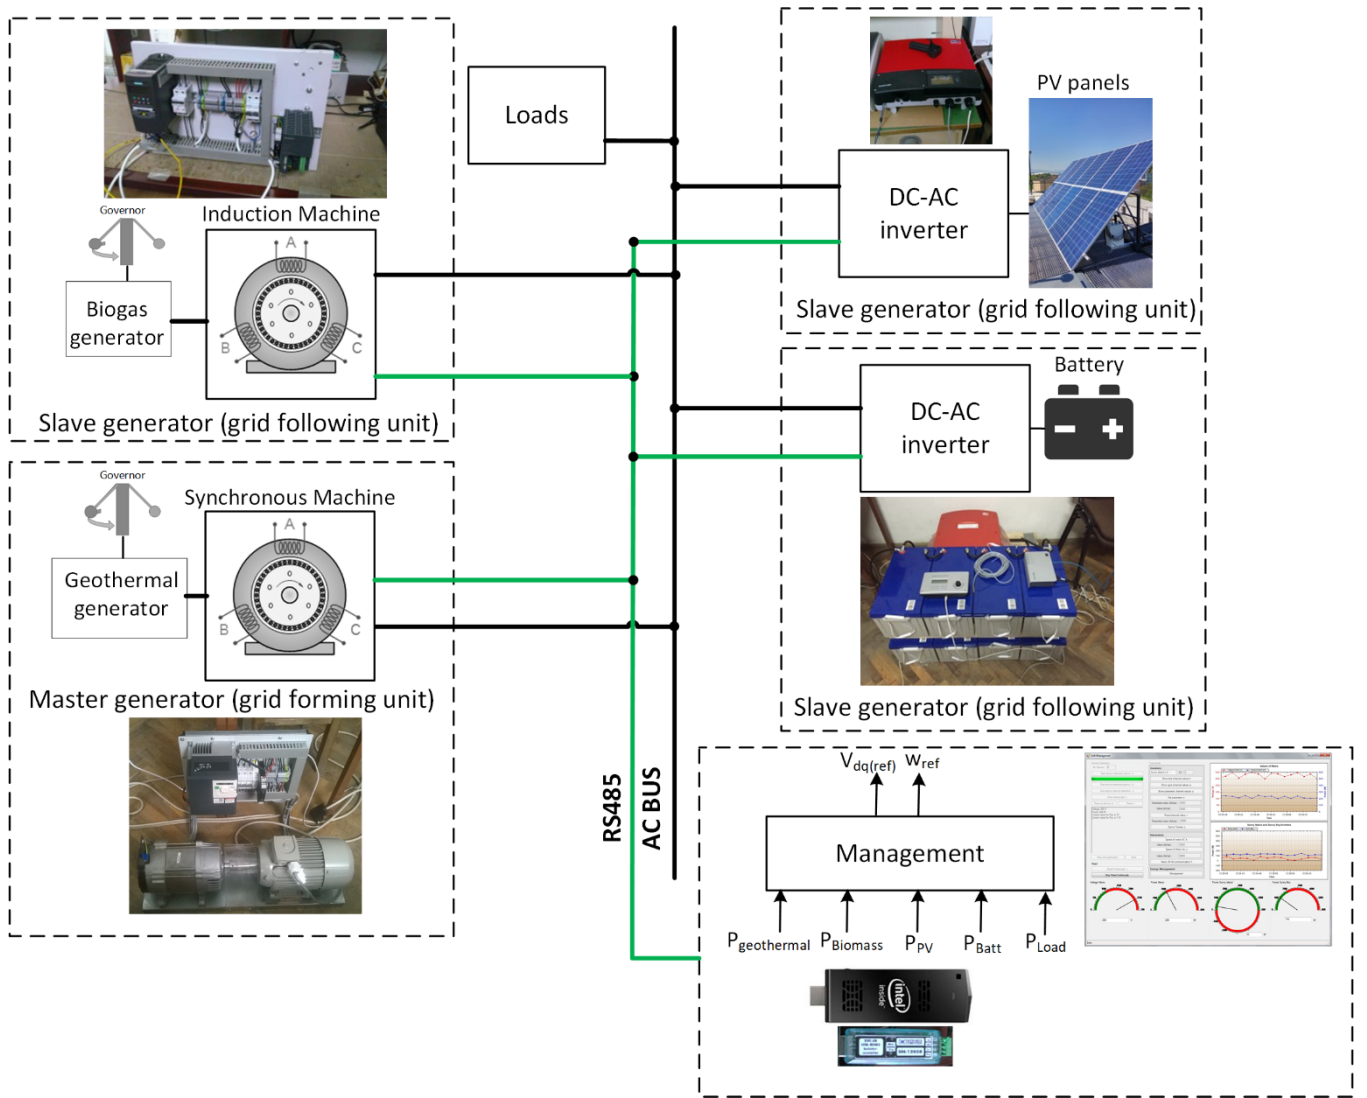 Governor
Induction Machine
A
B
C
Biogas
generator
Slave generator (grid following unit)
Governor
Synchronous Machine
A
B
C
Geothermal
generator
Master generator (grid forming unit)
Loads
RS485
AC BUS
PV panels
DC-AC
inverter
Slave generator (grid following unit)
Battery
DC-AC
inverter
Slave generator (grid following unit)
Vdq(ref)
wref
Management
Pgeothermal
PBiomass
PPV
PBatt
PLoad
intel
inside